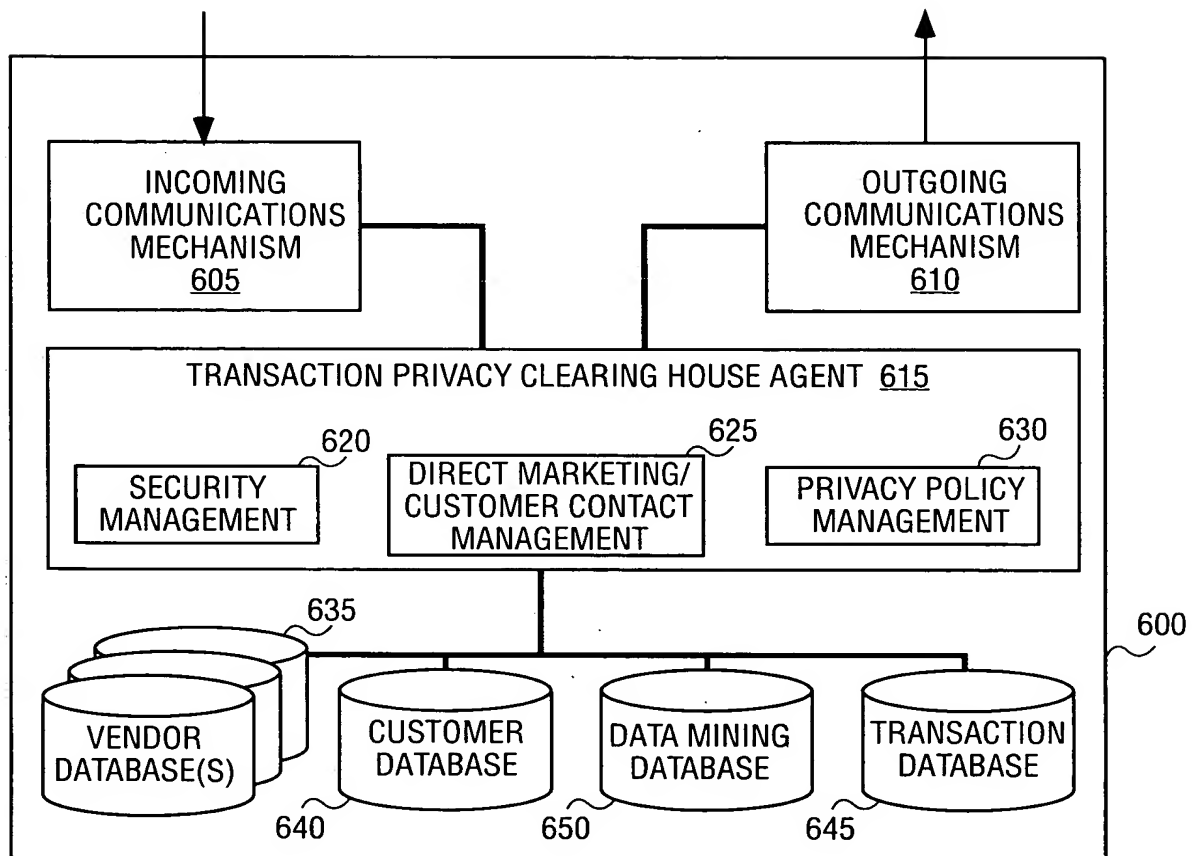 INCOMING
COMMUNICATIONS
MECHANISM
605
OUTGOING
COMMUNICATIONS
MECHANISM
610
TRANSACTION PRIVACY CLEARING HOUSE AGENT 615
620
SECURITY
MANAGEMENT
625
DIRECT MARKETING/
CUSTOMER CONTACT
MANAGEMENT
630
PRIVACY POLICY
MANAGEMENT
635
600
VENDOR
DATABASE(S)
CUSTOMER
DATABASE
DATA MINING
DATABASE
TRANSACTION
DATABASE
640
650
645